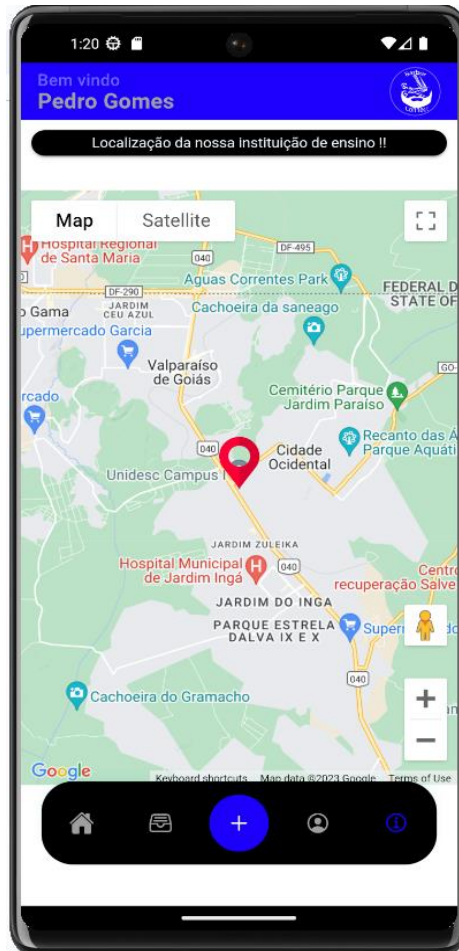 1:20
Bem vindo
Pedro Gomes
Localização da nossa instituição de ensino !!
Map
Satellite
Hospital Regional
de Santa Maria
040
DF-495
Aguas Correntes Park
FEDERAL D
STATE OF
DF-290
Gama
JARDIM
CEU AZUL
Cachoeira da saneago
upermercado Garcia
Valparaíso
de Goiás
GO-
rcado
Cemitério Parque
Jardim Paraíso
040
Cidade
Ocidental
Recanto das Á
Parque Aquáti
Unidesc Campus I
JARDIM ZULEIKA
Hospital Municipal
de Jardim Ingá
040
Centro
recuperação Salve
JARDIM DO INGA
PARQUE ESTRELA
DALVA IX E X
Super
040
Cachoeira do Gramacho
Google
Keyboard shortcuts
Map data ©2023 Google
Terms of Use